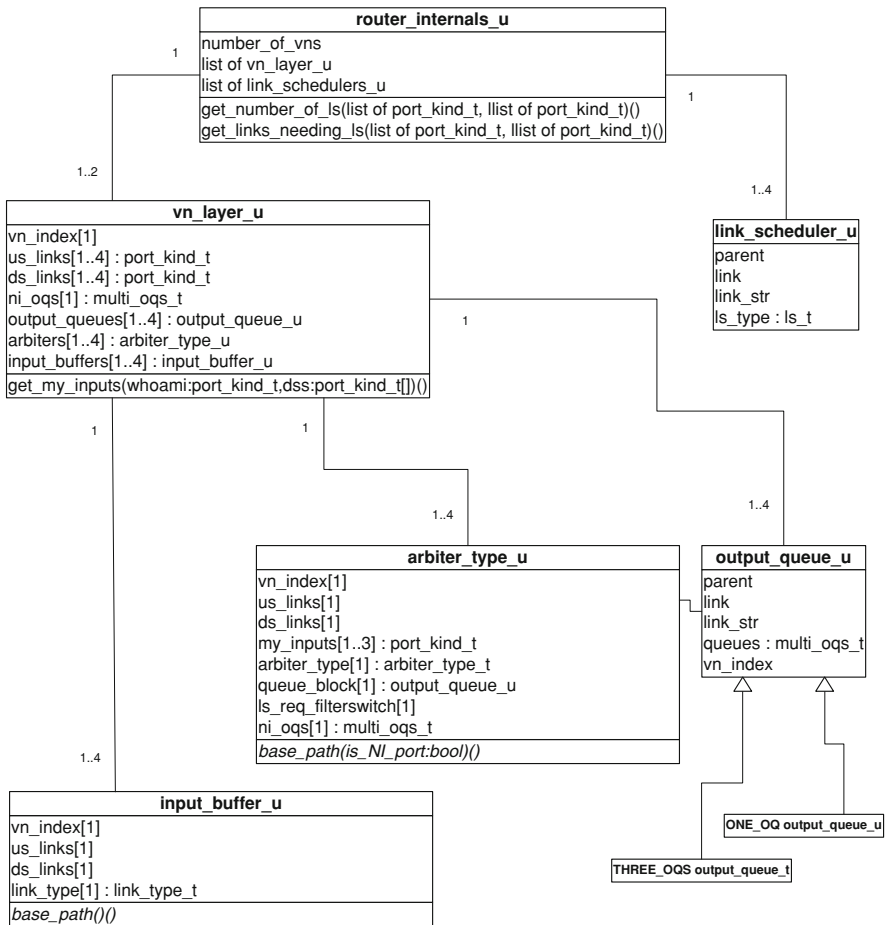 router_internals_u
number_of_vns
list of vn_layer_u
list of link_schedulers_u
get_number_of_ls(list of port_kind_t, llist of port_kind_t)()
get_links_needing_ls(list of port_kind_t, llist of port_kind_t)()
1
1
1..2
1..4
vn_layer_u
vn_index[1]
us_links[1..4] : port_kind_t
ds_links[1..4] : port_kind_t
ni_oqs[1] : multi_oqs_t
output_queues[1..4] : output_queue_u
arbiters[1..4] : arbiter_type_u
input_buffers[1..4] : input_buffer_u
get_my_inputs(whoami:port_kind_t,dss:port_kind_t[])()
link_scheduler_u
parent
link
link_str
ls_type : ls_t
1
1
1
1..4
1..4
1..4
arbiter_type_u
vn_index[1]
us_links[1]
ds_links[1]
my_inputs[1..3] : port_kind_t
arbiter_type[1] : arbiter_type_t
queue_block[1] : output_queue_u
ls_req_filterswitch[1]
ni_oqs[1] : multi_oqs_t
base_path(is_NI_port:bool)()
output_queue_u
parent
link
link_str
queues : multi_oqs_t
vn_index
input_buffer_u
vn_index[1]
us_links[1]
ds_links[1]
link_type[1] : link_type_t
base_path()()
ONE_OQ output_queue_u
THREE_OQS output_queue_t